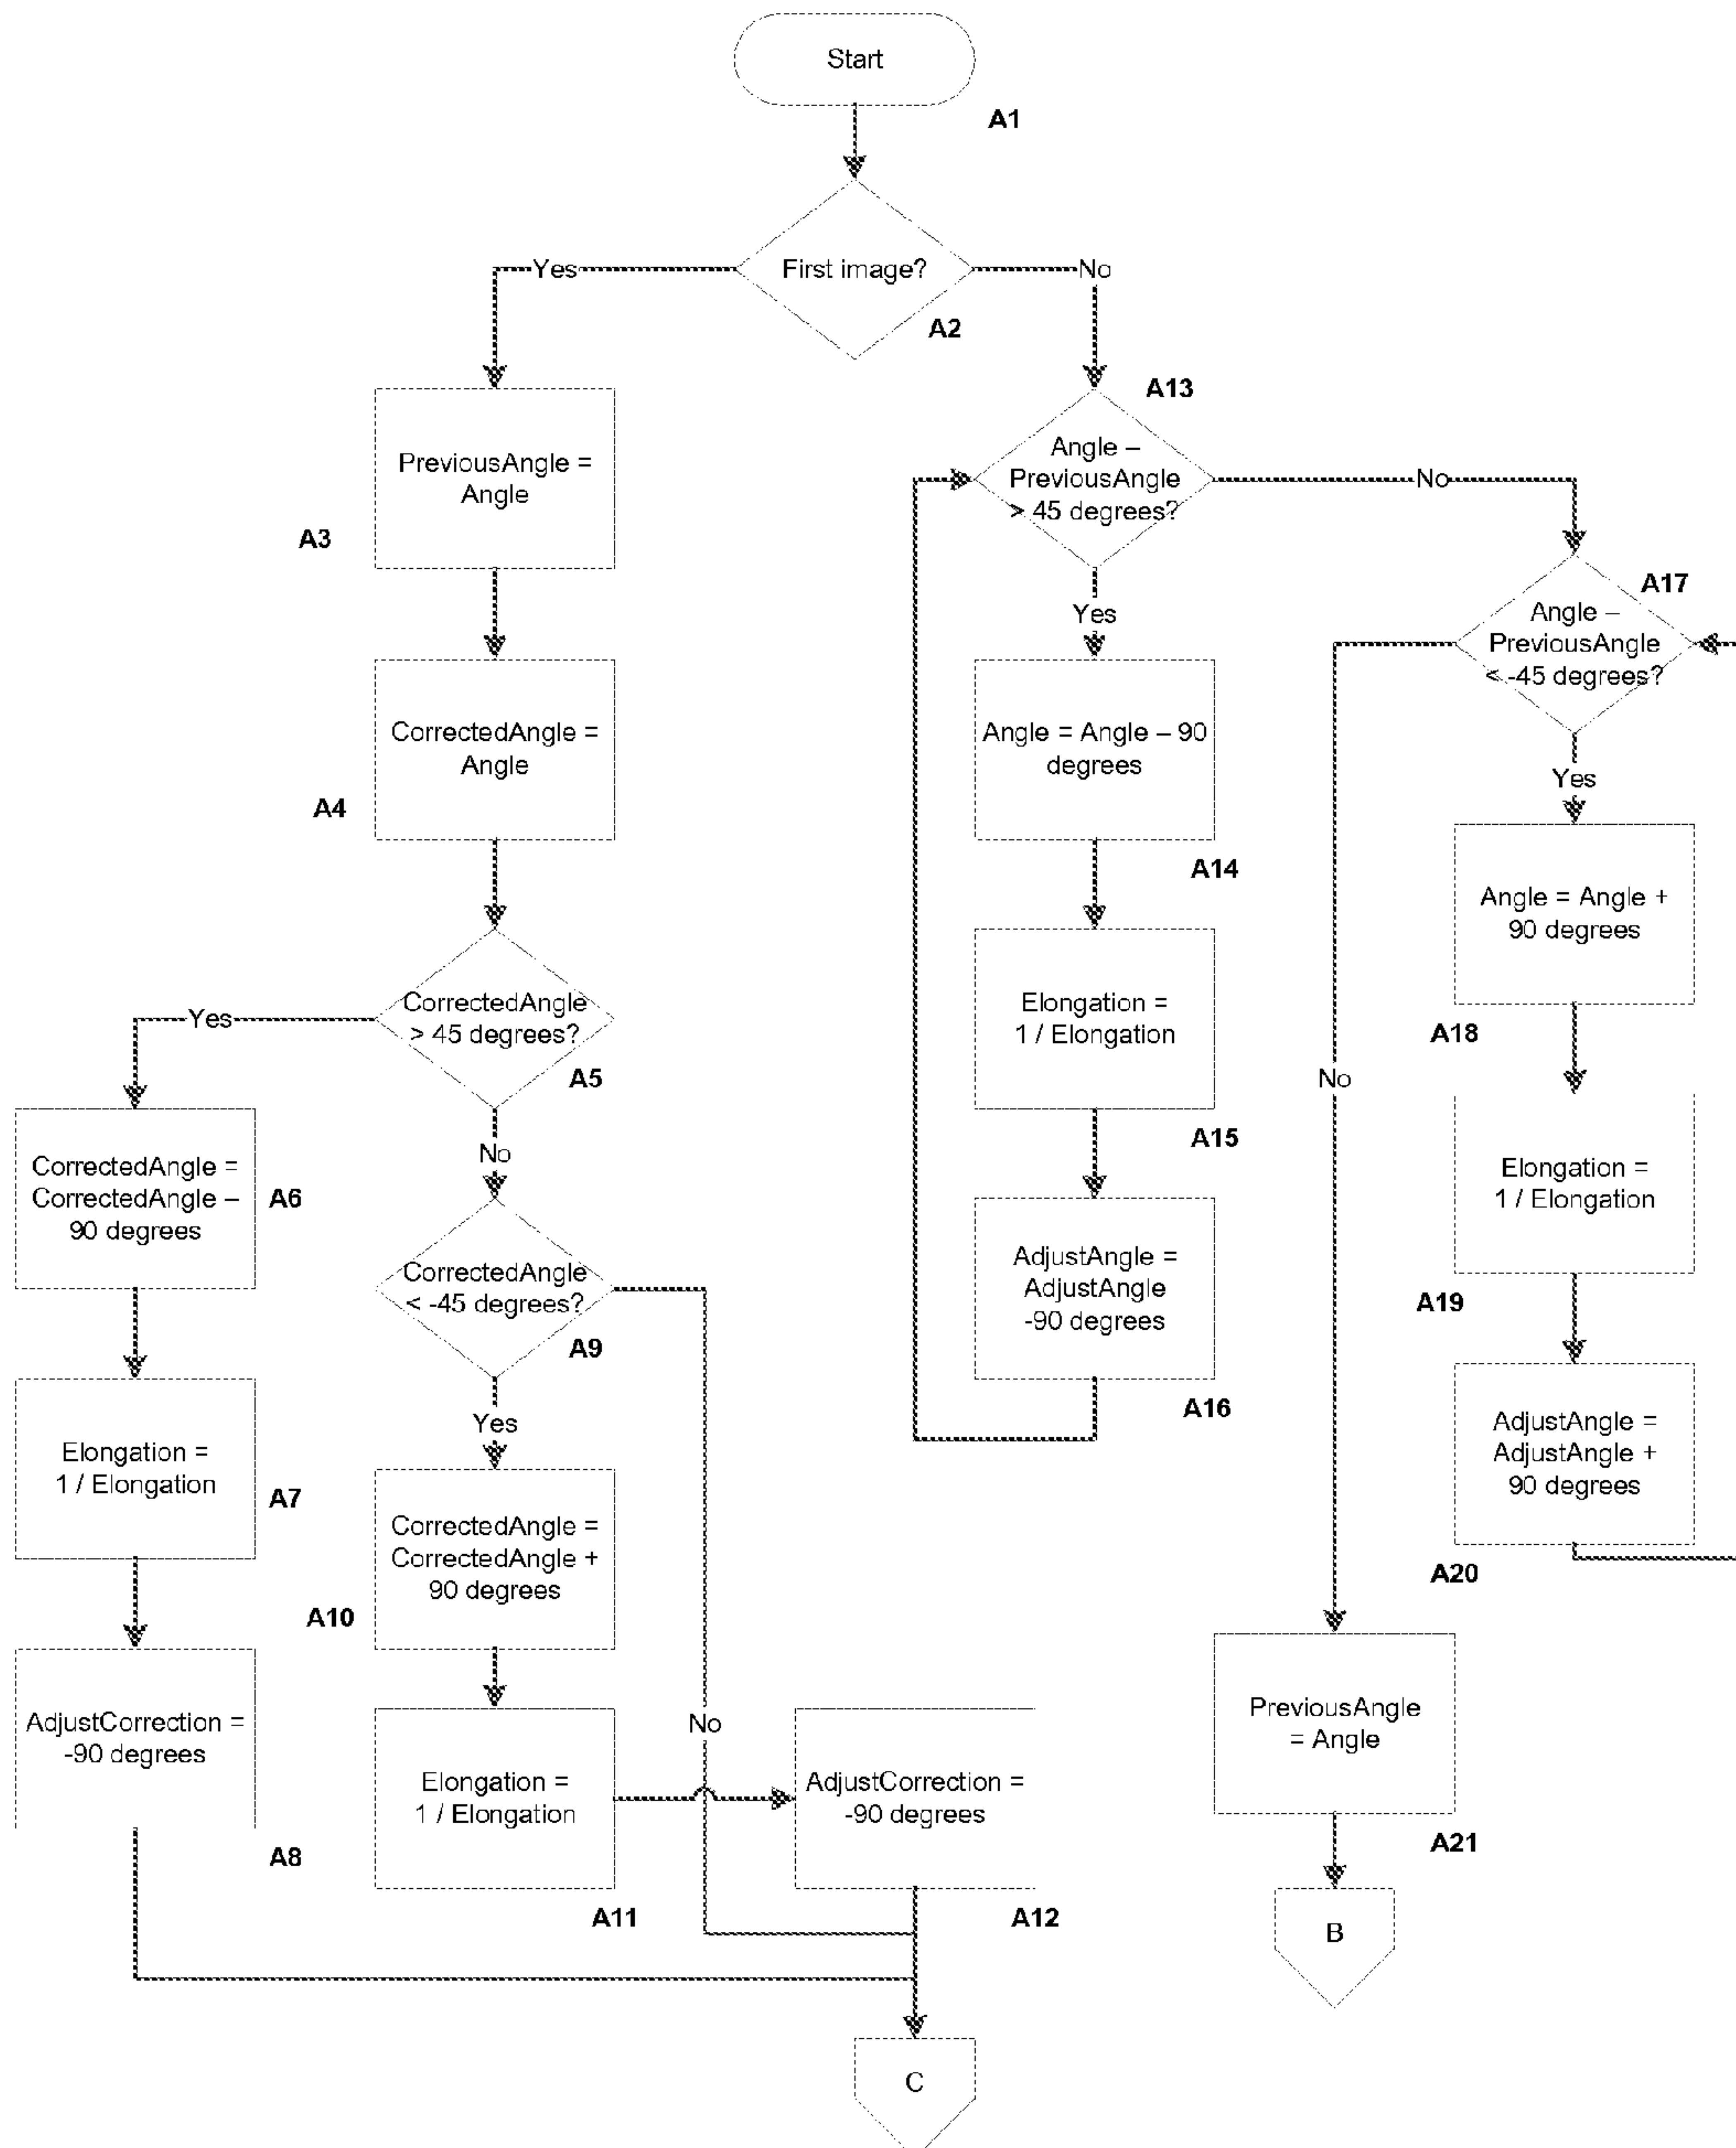 Start
A1
First image?
Yes
No
A2
PreviousAngle =
Angle
A3
CorrectedAngle =
Angle
A4
CorrectedAngle
> 45 degrees?
Yes
A5
No
CorrectedAngle =
CorrectedAngle –
90 degrees
A6
Elongation =
1 / Elongation
A7
AdjustCorrection =
-90 degrees
A8
CorrectedAngle
< -45 degrees?
A9
Yes
No
CorrectedAngle =
CorrectedAngle +
90 degrees
A10
Elongation =
1 / Elongation
A11
AdjustCorrection =
-90 degrees
A12
C
A13
Angle –
PreviousAngle
> 45 degrees?
No
Yes
Angle = Angle – 90
degrees
A14
Elongation =
1 / Elongation
A15
AdjustAngle =
AdjustAngle
-90 degrees
A16
A17
Angle –
PreviousAngle
< -45 degrees?
Yes
No
Angle = Angle +
90 degrees
A18
Elongation =
1 / Elongation
A19
AdjustAngle =
AdjustAngle +
90 degrees
A20
PreviousAngle
= Angle
A21
B